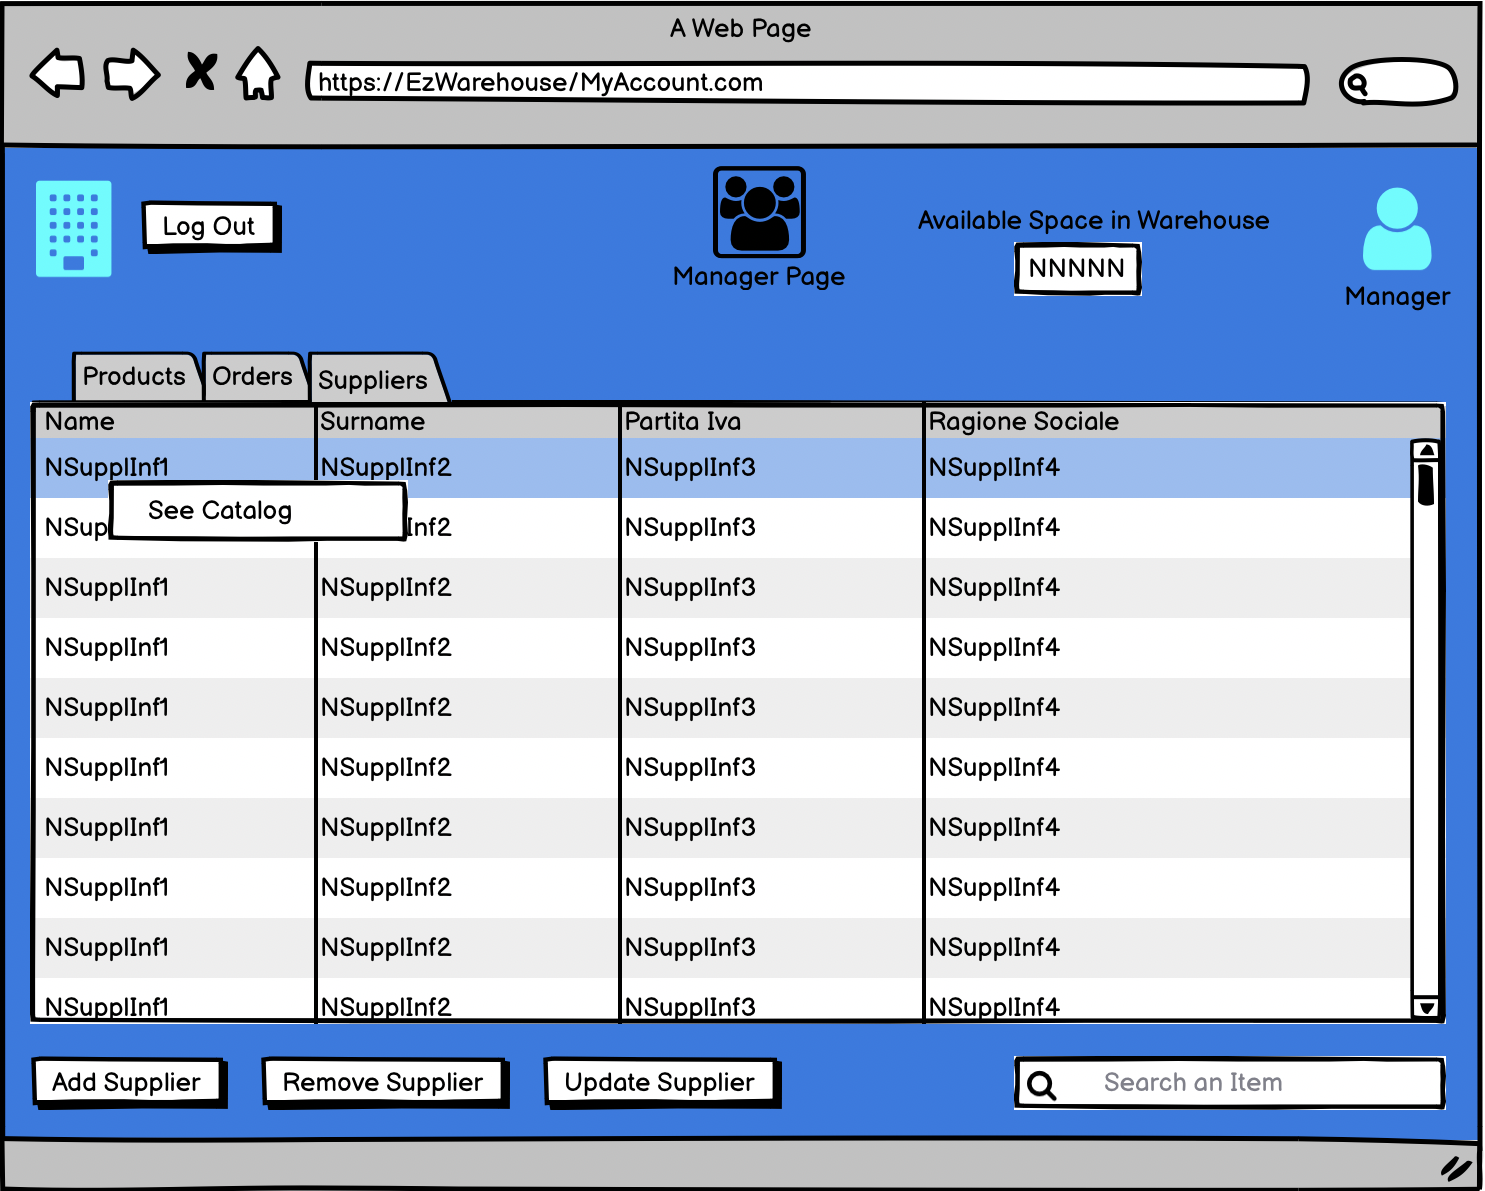 A Web Page
https://EzWarehouse/MyAccount.com
Log Out
Manager Page
Available Space in Warehouse
NNNNN
Manager
Products Orders Suppliers
Name Surname Partita Iva Ragione Sociale
NSupplInf1 NSupplInf2 NSupplInf3 NSupplInf4
See Catalog
NSup Inf2 NSupplInf3 NSupplInf4
NSupplInf1 NSupplInf2 NSupplInf3 NSupplInf4
NSupplInf1 NSupplInf2 NSupplInf3 NSupplInf4
NSupplInf1 NSupplInf2 NSupplInf3 NSupplInf4
NSupplInf1 NSupplInf2 NSupplInf3 NSupplInf4
NSupplInf1 NSupplInf2 NSupplInf3 NSupplInf4
NSupplInf1 NSupplInf2 NSupplInf3 NSupplInf4
NSupplInf1 NSupplInf2 NSupplInf3 NSupplInf4
NSupplInf1 NSupplInf2 NSupplInf3 NSupplInf4
Add Supplier Remove Supplier Update Supplier Search an Item